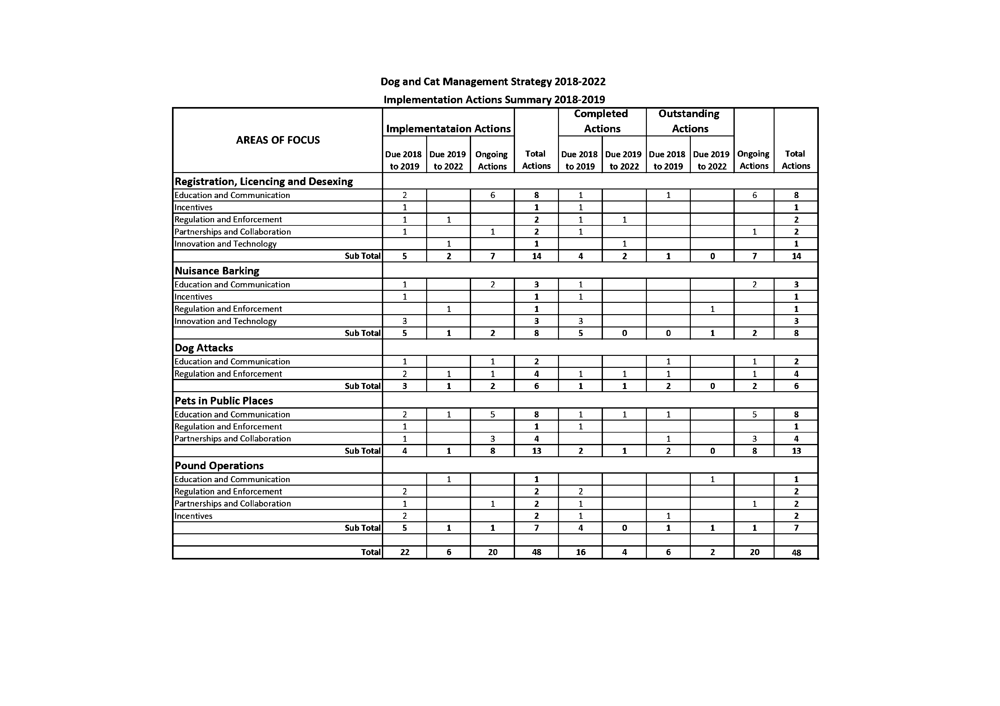 Dog and Cat Management Strategy 2018-2022
Implementation Actions Summary 2018-2019
AREAS OF FOCUS
Implementataion Actions
Total Actions
Completed Actions
Outstanding Actions
Ongoing Actions
Total Actions
Due 2018 to 2019 Due 2019 to 2022 Ongoing Actions Due 2018 to 2019 Due 2019 to 2022 Due 2018 to 2019 Due 2019 to 2022
Registration, Licencing and Desexing
Education and Communication 2 6 8 1 1 6 8
Incentives 1 1 1 1
Regulation and Enforcement 1 1 2 1 1 2
Partnerships and Collaboration 1 1 2 1 1 2
Innovation and Technology 1 1 1 1
Sub Total 5 2 7 14 4 2 1 0 7 14
Nuisance Barking
Education and Communication 1 2 3 1 2 3
Incentives 1 1 1 1
Regulation and Enforcement 1 1 1 1
Innovation and Technology 3 3 3 3
Sub Total 5 1 2 8 5 0 0 1 2 8
Dog Attacks
Education and Communication 1 1 2 1 1 2
Regulation and Enforcement 2 1 1 4 1 1 1 1 4
Sub Total 3 1 2 6 1 1 2 0 2 6
Pets in Public Places
Education and Communication 2 1 5 8 1 1 1 5 8
Regulation and Enforcement 1 1 1 1
Partnerships and Collaboration 1 3 4 1 3 4
Sub Total 4 1 8 13 2 1 2 0 8 13
Pound Operations
Education and Communication 1 1 1 1
Regulation and Enforcement 2 2 2 2
Partnerships and Collaboration 1 1 2 1 1 2
Incentives 2 2 1 1 2
Sub Total 5 1 1 7 4 0 1 1 1 7
Total 22 6 20 48 16 4 6 2 20 48